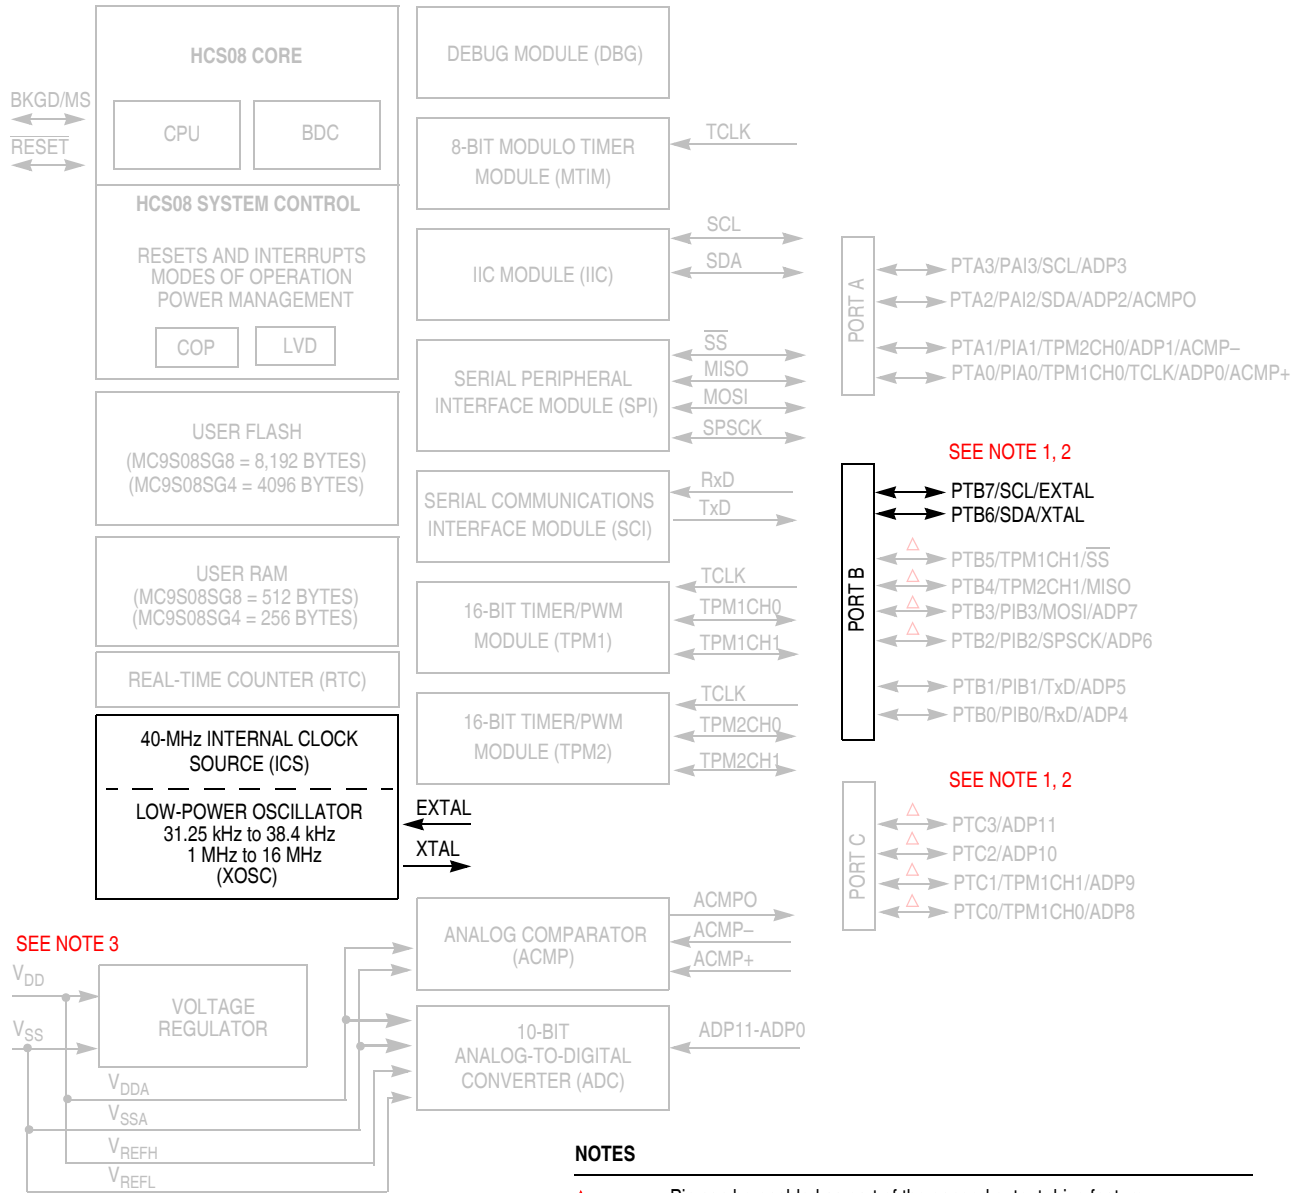 HCS08 CORE
CPU
BDC
BKGD/MS
RESET
HCS08 SYSTEM CONTROL
RESETS AND INTERRUPTS
MODES OF OPERATION
POWER MANAGEMENT
COP
LVD
USER FLASH
(MC9S08SG8 = 8,192 BYTES)
(MC9S08SG4 = 4096 BYTES)
USER RAM
(MC9S08SG8 = 512 BYTES)
(MC9S08SG4 = 256 BYTES)
REAL-TIME COUNTER (RTC)
40-MHz INTERNAL CLOCK
SOURCE (ICS)
LOW-POWER OSCILLATOR
31.25 kHz to 38.4 kHz
1 MHz to 16 MHz
(XOSC)
EXTAL
XTAL
SEE NOTE 3
VDD
VSS
VOLTAGE
REGULATOR
VDDA
VSSA
VREFH
VREFL
DEBUG MODULE (DBG)
8-BIT MODULO TIMER
MODULE (MTIM)
TCLK
IIC MODULE (IIC)
SCL
SDA
SERIAL PERIPHERAL
INTERFACE MODULE (SPI)
SS
MISO
MOSI
SPSCK
SERIAL COMMUNICATIONS
INTERFACE MODULE (SCI)
RxD
TxD
16-BIT TIMER/PWM
MODULE (TPM1)
TCLK
TPM1CH0
TPM1CH1
16-BIT TIMER/PWM
MODULE (TPM2)
TCLK
TPM2CH0
TPM2CH1
ANALOG COMPARATOR
(ACMP)
ACMPO
ACMP–
ACMP+
10-BIT
ANALOG-TO-DIGITAL
CONVERTER (ADC)
ADP11-ADP0
PORT A
PTA3/PAI3/SCL/ADP3
PTA2/PAI2/SDA/ADP2/ACMPO
PTA1/PIA1/TPM2CH0/ADP1/ACMP–
PTA0/PIA0/TPM1CH0/TCLK/ADP0/ACMP+
SEE NOTE 1, 2
PORT B
PTB7/SCL/EXTAL
PTB6/SDA/XTAL
PTB5/TPM1CH1/SS
PTB4/TPM2CH1/MISO
PTB3/PIB3/MOSI/ADP7
PTB2/PIB2/SPSCK/ADP6
PTB1/PIB1/TxD/ADP5
PTB0/PIB0/RxD/ADP4
SEE NOTE 1, 2
PORT C
PTC3/ADP11
PTC2/ADP10
PTC1/TPM1CH1/ADP9
PTC0/TPM1CH0/ADP8
NOTES